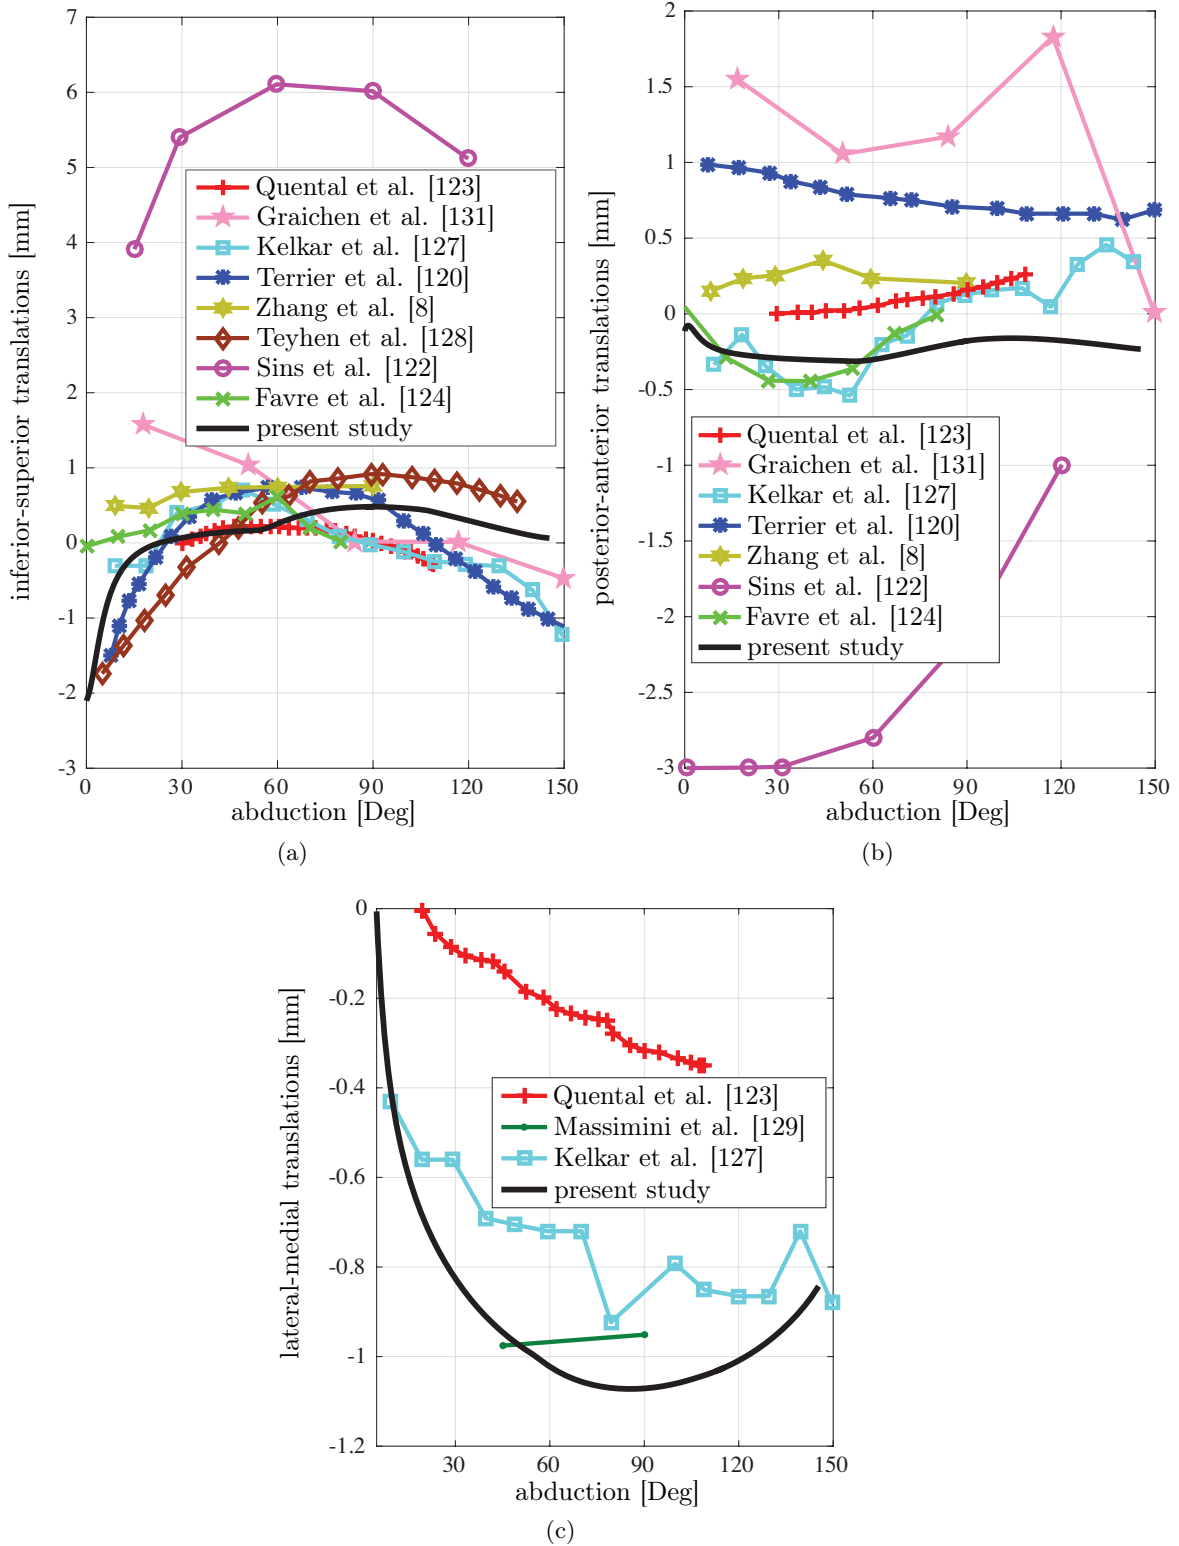 7
6
5
4
3
2
1
0
-1
-2
-3
0 30 60 90 120 150
inferior-superior translations [mm]
abduction [Deg]
Quental et al. [123]
Graichen et al. [131]
Kelkar et al. [127]
Terrier et al. [120]
Zhang et al. [8]
Teyhen et al. [128]
Sins et al. [122]
Favre et al. [124]
present study
(a)
2
1.5
1
0.5
0
-0.5
-1
-1.5
-2
-2.5
-3
0 30 60 90 120 150
posterior-anterior translations [mm]
abduction [Deg]
Quental et al. [123]
Graichen et al. [131]
Kelkar et al. [127]
Terrier et al. [120]
Zhang et al. [8]
Sins et al. [122]
Favre et al. [124]
present study
(b)
0
-0.2
-0.4
-0.6
-0.8
-1
-1.2
30 60 90 120 150
lateral-medial translations [mm]
abduction [Deg]
Quental et al. [123]
Massimini et al. [129]
Kelkar et al. [127]
present study
(c)